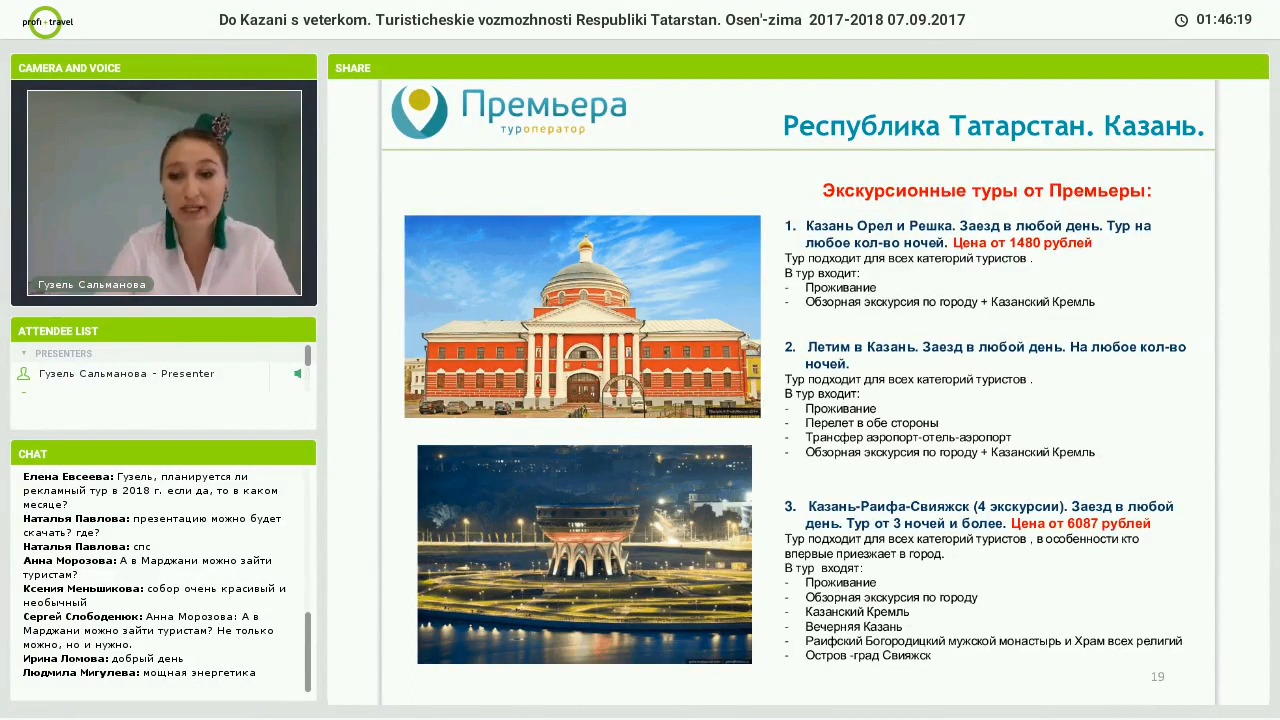 profi travel
Do Kazani s veterkom. Turisticheskie vozmozhnosti Respubliki Tatarstan. Osen'-zima 2017-2018 07.09.2017
01:46:19
CAMERA AND VOICE
Гузель Сальманова
ATTENDEE LIST
PRESENTERS
Гузель Сальманова - Presenter
CHAT
Елена Евсеева: Гузель, планируется ли
рекламный тур в 2018 г. если да, то в каком
месяце?
Наталья Павлова: презентацию можно будет
скачать? где?
Наталья Павлова: спс
Анна Морозова: А в Марджани можно зайти
туристам?
Ксения Меньшикова: собор очень красивый и
необычный
Сергей Слободенюк: Анна Морозова: А в
Марджани можно зайти туристам? Не только
можно, но и нужно.
Ирина Ломова: добрый день
Людмила Мигулева: мощная энергетика
SHARE
Премьера
туроператор
Республика Татарстан. Казань.
Экскурсионные туры от Премьеры:
1. Казань Орел и Решка. Заезд в любой день. Тур на
любое кол-во ночей. Цена от 1480 рублей
Тур подходит для всех категорий туристов .
В тур входит:
- Проживание
- Обзорная экскурсия по городу + Казанский Кремль
2. Летим в Казань. Заезд в любой день. На любое кол-во
ночей.
Тур подходит для всех категорий туристов .
В тур входит:
- Проживание
- Перелет в обе стороны
- Трансфер аэропорт-отель-аэропорт
- Обзорная экскурсия по городу + Казанский Кремль
3. Казань-Раифа-Свияжск (4 экскурсии). Заезд в любой
день. Тур от 3 ночей и более. Цена от 6087 рублей
Тур подходит для всех категорий туристов , в особенности кто
впервые приезжает в город.
В тур входят:
- Проживание
- Обзорная экскурсия по городу
- Казанский Кремль
- Вечерняя Казань
- Раифский Богородицкий мужской монастырь и Храм всех религий
- Остров -град Свияжск
19